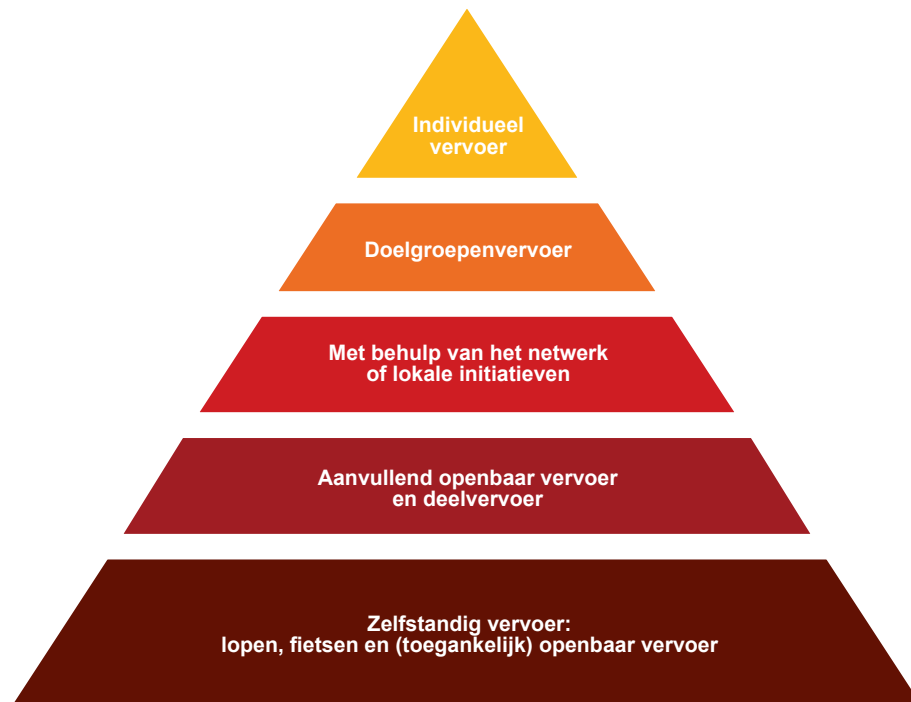 Individueel
vervoer
Doelgroepenvervoer
Met behulp van het netwerk
of lokale initiatieven
Aanvullend openbaar vervoer
en deelvervoer
Zelfstandig vervoer:
lopen, fietsen en (toegankelijk) openbaar vervoer